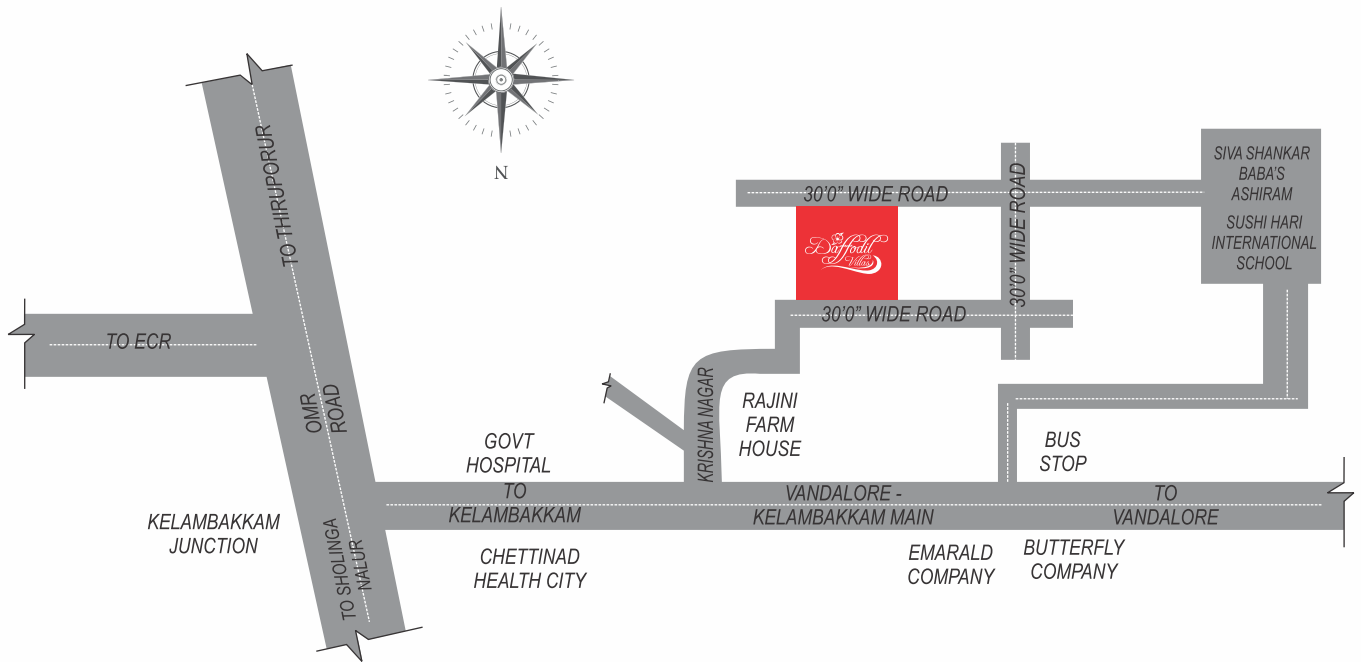 N
TO THIRUPORUR
30'0" WIDE ROAD
30'0" WIDE ROAD
SIVA SHANKAR
BABA'S
ASHIRAM
SUSHI HARI
INTERNATIONAL
SCHOOL
Daffodil
Villas
30'0" WIDE ROAD
TO ECR
OMR
ROAD
KRISHNA NAGAR
RAJINI
FARM
HOUSE
GOVT
HOSPITAL
BUS
STOP
TO
KELAMBAKKAM
VANDALORE -
KELAMBAKKAM MAIN
TO
VANDALORE
KELAMBAKKAM
JUNCTION
TO SHOLINGA
NALUR
CHETTINAD
HEALTH CITY
EMARALD
COMPANY
BUTTERFLY
COMPANY